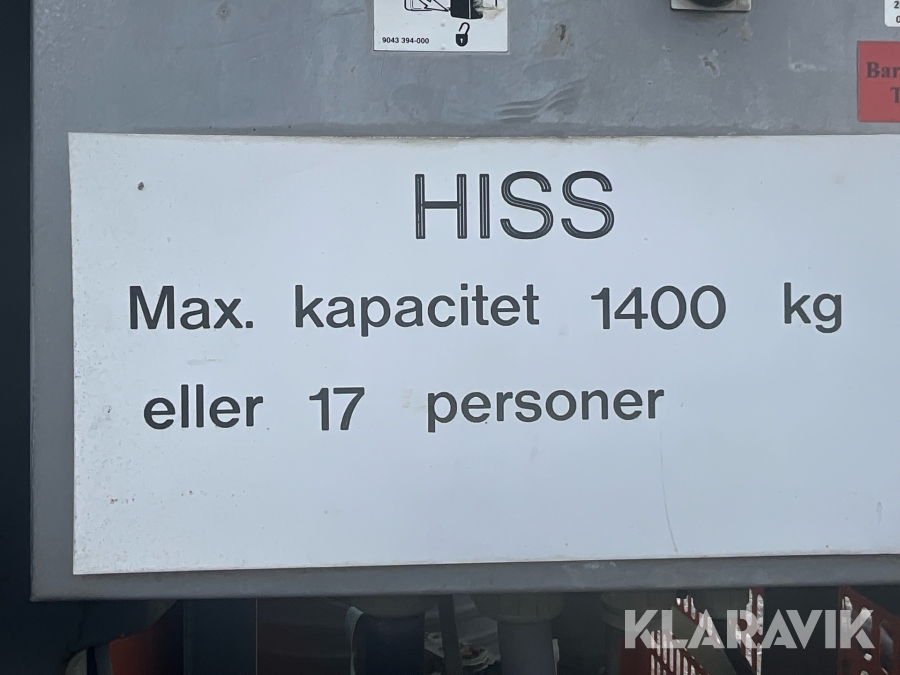 9043 394-000
HISS
Max. kapacitet 1400 kg
eller 17 personer
KLARAVIK